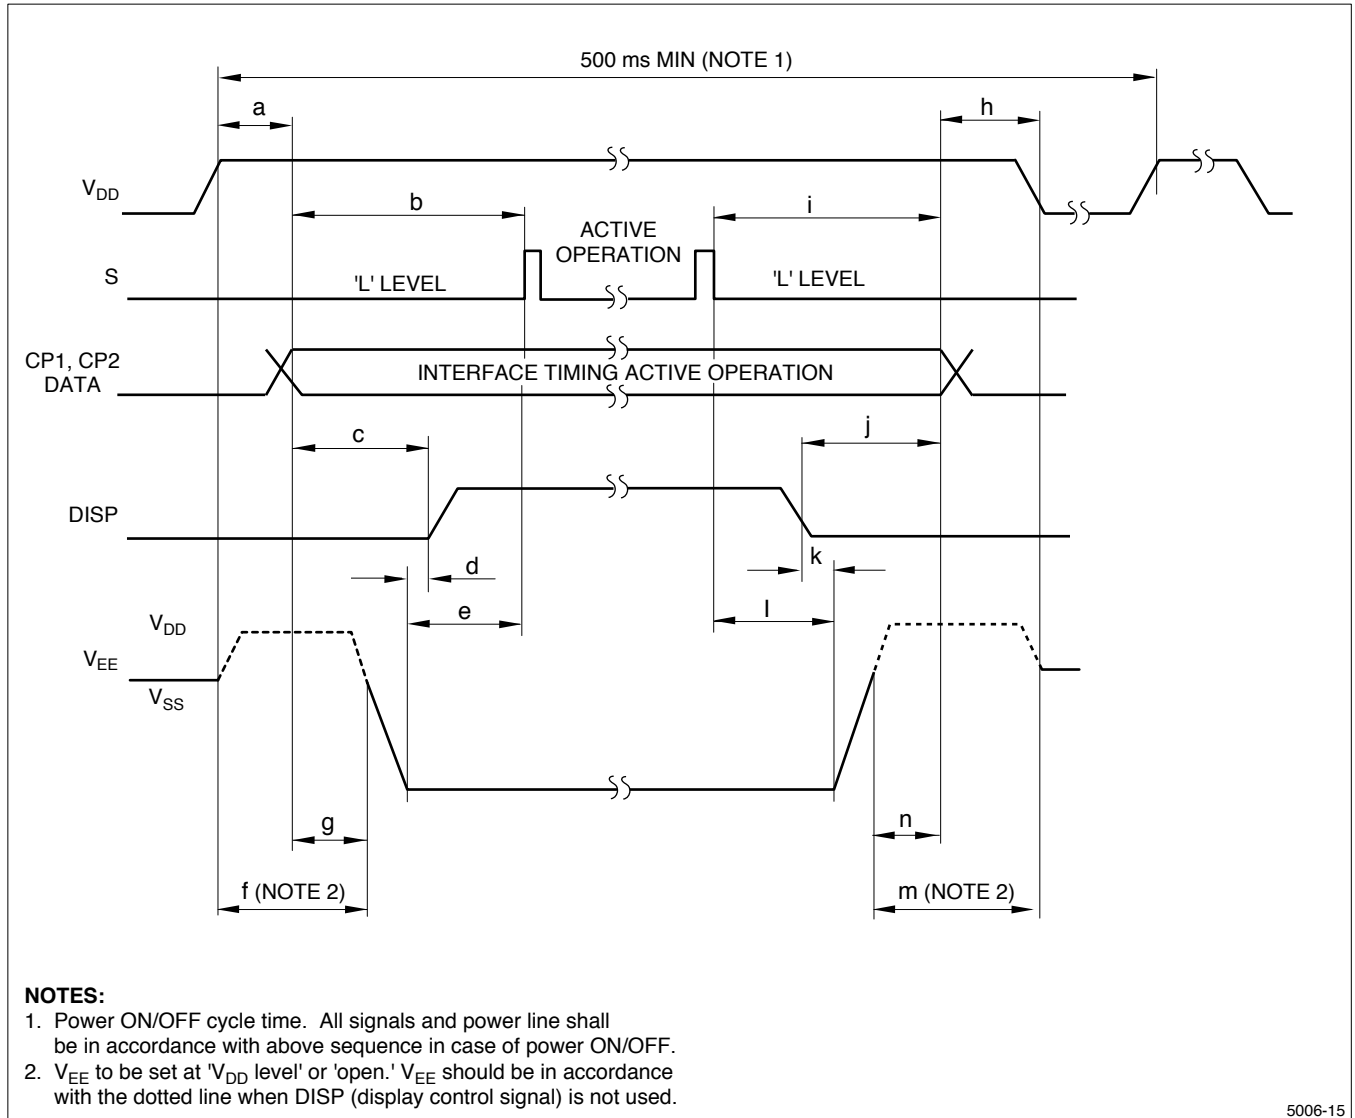 500 ms MIN (NOTE 1)
a
h
VDD
b
i
ACTIVE
OPERATION
S
'L' LEVEL
'L' LEVEL
CP1, CP2
DATA
INTERFACE TIMING ACTIVE OPERATION
c
j
DISP
d
k
e
l
VDD
VEE
VSS
g
n
f (NOTE 2)
m (NOTE 2)
NOTES:
1. Power ON/OFF cycle time. All signals and power line shall
be in accordance with above sequence in case of power ON/OFF.
2. VEE to be set at 'VDD level' or 'open.' VEE should be in accordance
with the dotted line when DISP (display control signal) is not used.
5006-15